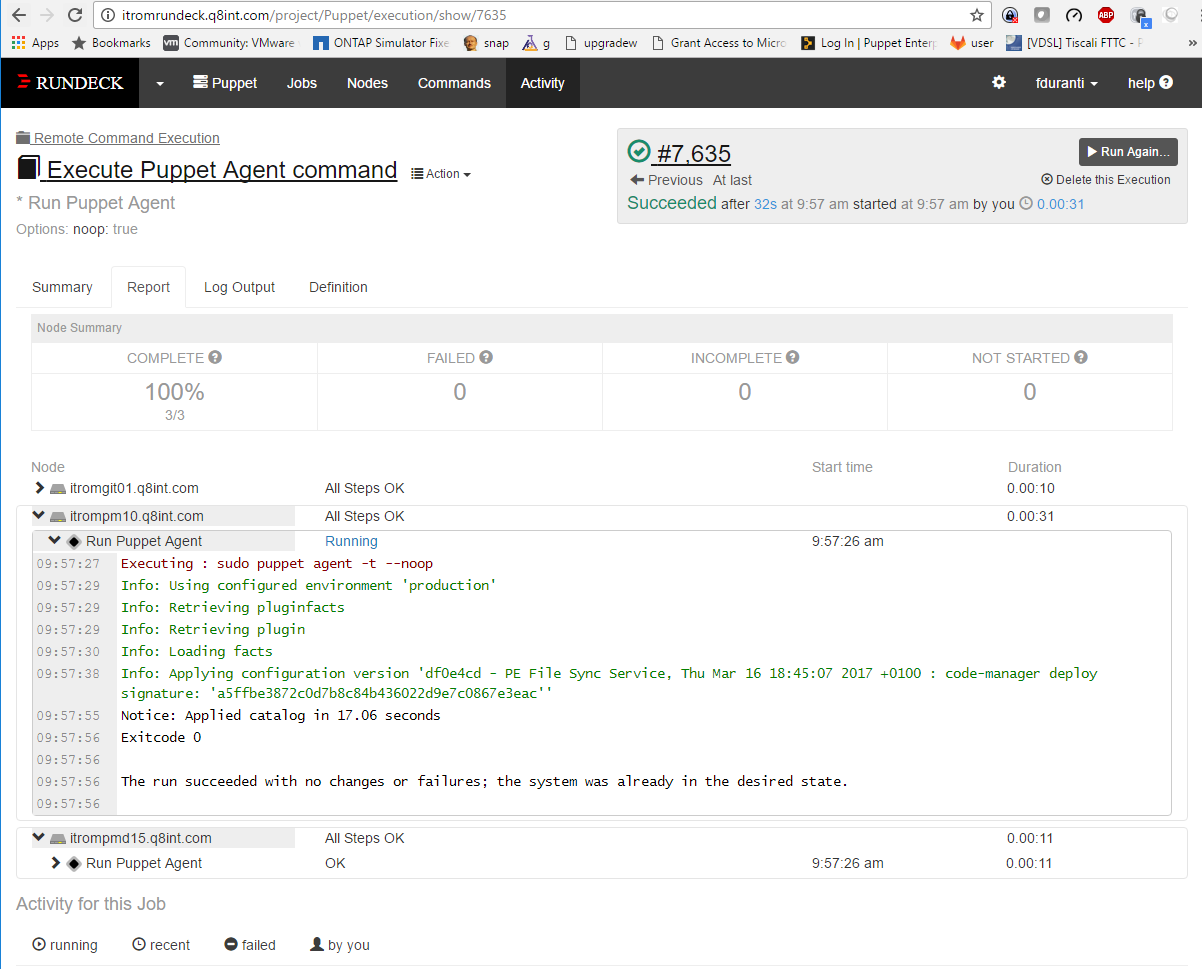 itromrundeck.q8int.com/project/Puppet/execution/show/7635
ABP
x
Apps Bookmarks vm Community: VMware ONTAP Simulator Fixe snap g upgradew Grant Access to Micro Log In | Puppet Enterp user [VDSL] Tiscali FTTC - F »
RUNDECK Puppet Jobs Nodes Commands Activity fduranti help ?
Remote Command Execution
Execute Puppet Agent command Action
* Run Puppet Agent
Options: noop: true
#7,635 Run Again...
Previous At last Delete this Execution
Succeeded after 32s at 9:57 am started at 9:57 am by you 0.00:31
Summary Report Log Output Definition
Node Summary
COMPLETE ? FAILED ? INCOMPLETE ? NOT STARTED ?
100% 0 0 0
3/3
Node Start time Duration
itromgit01.q8int.com All Steps OK 0.00:10
itrompm10.q8int.com All Steps OK 0.00:31
Run Puppet Agent Running 9:57:26 am
09:57:27 Executing : sudo puppet agent -t --noop
09:57:29 Info: Using configured environment 'production'
09:57:29 Info: Retrieving pluginfacts
09:57:29 Info: Retrieving plugin
09:57:30 Info: Loading facts
09:57:38 Info: Applying configuration version 'df0e4cd - PE File Sync Service, Thu Mar 16 18:45:07 2017 +0100 : code-manager deploy
signature: 'a5ffbe3872c0d7b8c84b436022d9e7c0867e3eac''
09:57:55 Notice: Applied catalog in 17.06 seconds
09:57:56 Exitcode 0
09:57:56
09:57:56 The run succeeded with no changes or failures; the system was already in the desired state.
09:57:56
itrompmd15.q8int.com All Steps OK 0.00:11
Run Puppet Agent OK 9:57:26 am 0.00:11
Activity for this Job
running recent failed by you